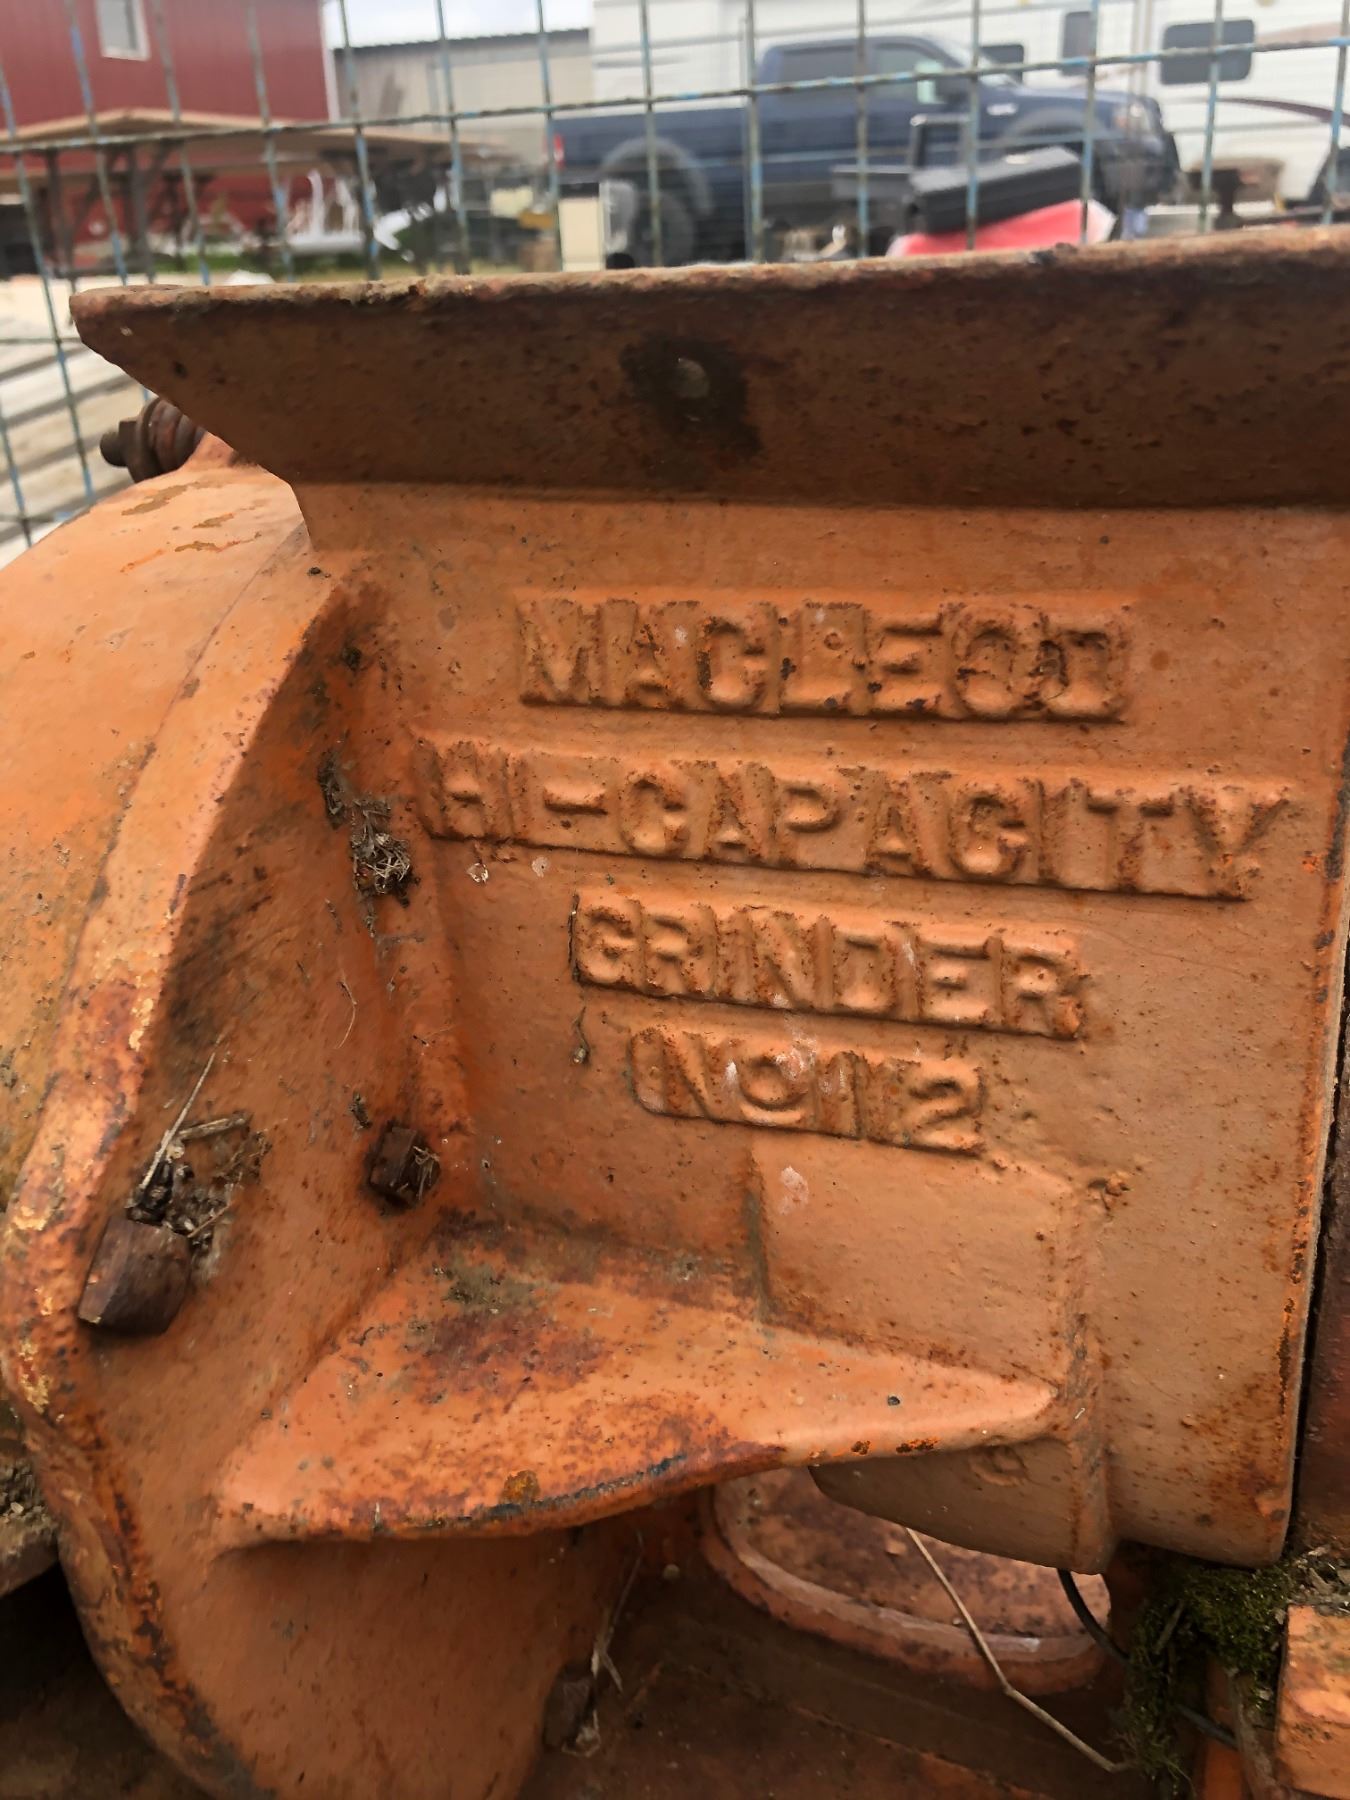 MACLEOD
HI-CAPACITY
GRINDER
No 12